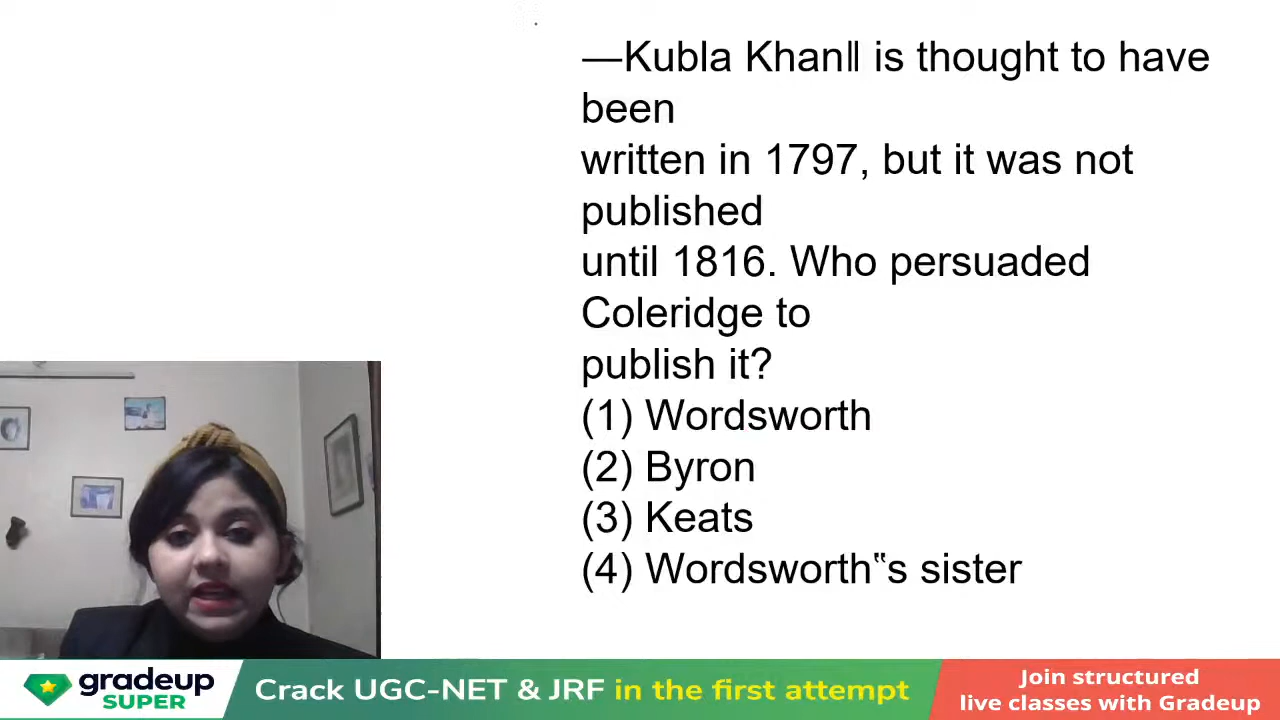 ―Kubla Khan‖ is thought to have
been
written in 1797, but it was not
published
until 1816. Who persuaded
Coleridge to
publish it?
(1) Wordsworth
(2) Byron
(3) Keats
(4) Wordsworth‟s sister
gradeup
SUPER
Crack UGC-NET & JRF in the first attempt
Join structured
live classes with Gradeup